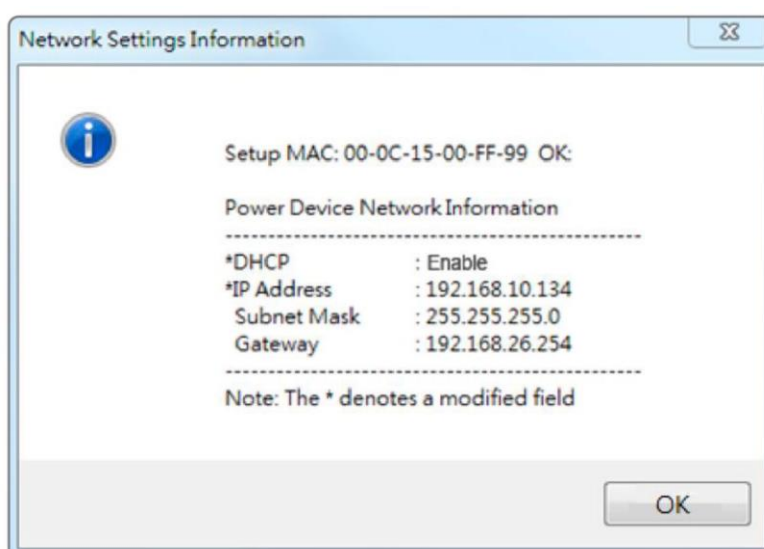 Network Settings Information
Setup MAC: 00-0C-15-00-FF-99 OK:
Power Device Network Information
--------------------------------------------------
*DHCP : Enable
*IP Address : 192.168.10.134
Subnet Mask : 255.255.255.0
Gateway : 192.168.26.254
--------------------------------------------------
Note: The * denotes a modified field
OK